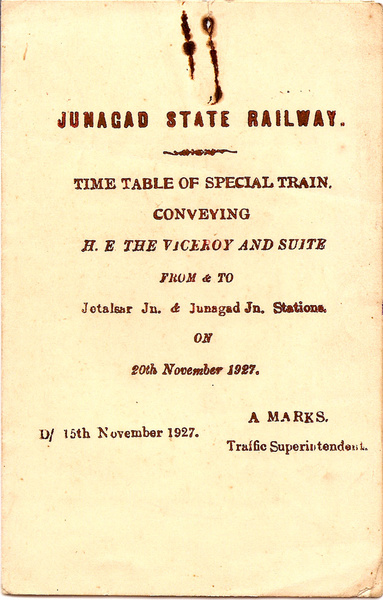 JUNAGAD STATE RAILWAY.
TIME TABLE OF SPECIAL TRAIN.
CONVEYING
H. E THE VICEROY AND SUITE
FROM & TO
Jetalsar Jn. & Junagad Jn. Stations.
ON
20th November 1927.
A MARKS.
D/ 15th November 1927.
Traffic Superintendent.